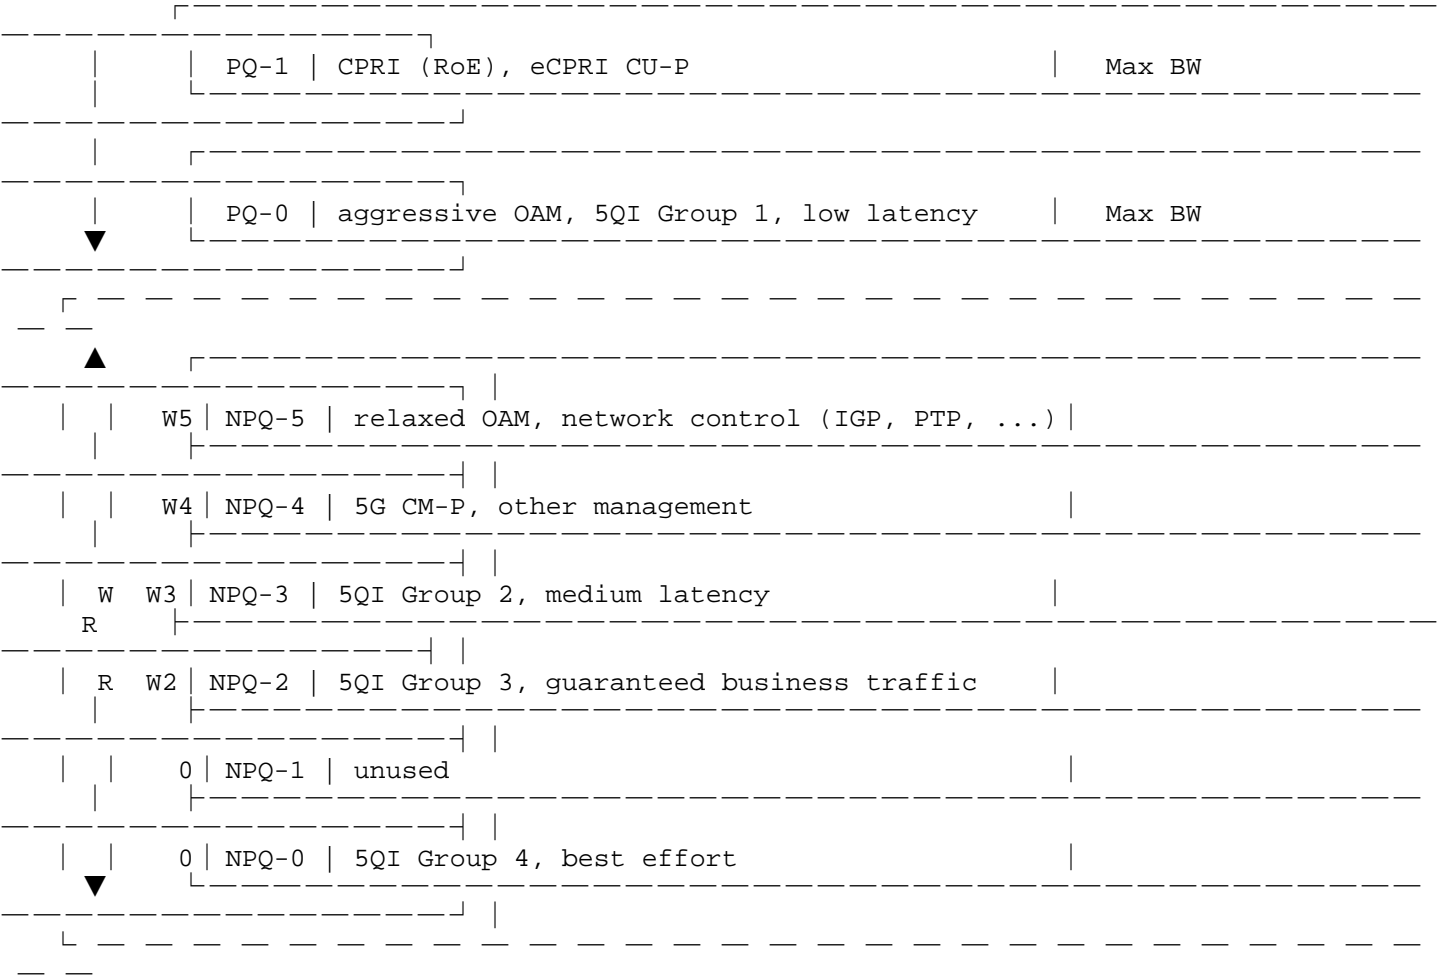 PQ-1 | CPRI (RoE), eCPRI CU-P | Max BW
PQ-0 | aggressive OAM, 5QI Group 1, low latency | Max BW
W5 | NPQ-5 | relaxed OAM, network control (IGP, PTP, ...) |
W4 | NPQ-4 | 5G CM-P, other management |
W W3 | NPQ-3 | 5QI Group 2, medium latency |
R
R W2 | NPQ-2 | 5QI Group 3, guaranteed business traffic |
0 | NPQ-1 | unused |
0 | NPQ-0 | 5QI Group 4, best effort |